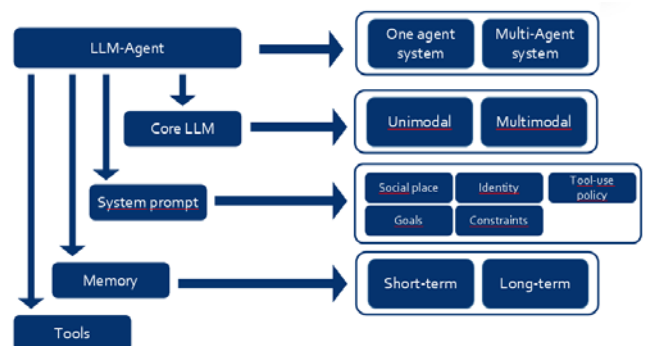 LLM-Agent
One agent
system
Multi-Agent
system
Core LLM
Unimodal
Multimodal
System prompt
Social place
Identity
Tool-use
policy
Goals
Constraints
Memory
Short-term
Long-term
Tools